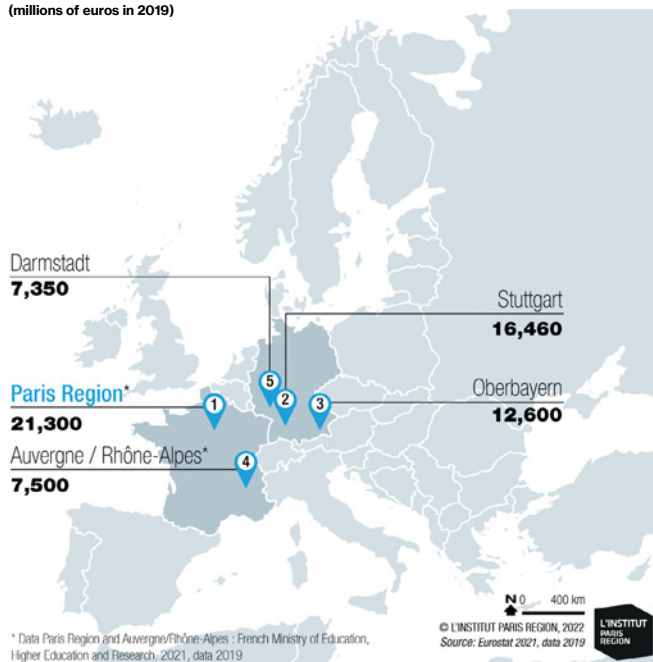 (millions of euros in 2019)
Darmstadt
7,350
Stuttgart
16,460
5
2
Paris Region*
1
3
Oberbayern
21,300
12,600
Auvergne / Rhône-Alpes*
4
7,500
N 0 400 km
© L'INSTITUT PARIS REGION, 2022
Source: Eurostat 2021, data 2019
L'INSTITUT
PARIS
REGION
* Data Paris Region and Auvergne/Rhône-Alpes : French Ministry of Education,
Higher Education and Research, 2021, data 2019